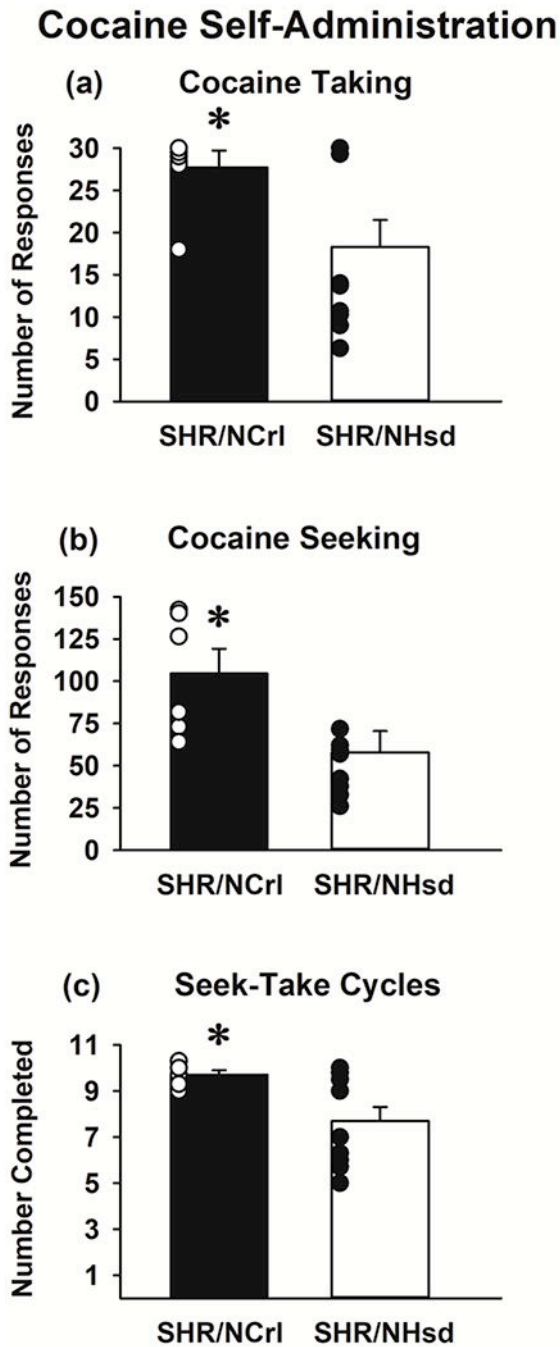 Cocaine Self-Administration
(a) Cocaine Taking
*
Number of Responses
30
25
20
15
10
5
0
SHR/NCrl SHR/NHsd
(b) Cocaine Seeking
*
Number of Responses
150
125
100
75
50
25
0
SHR/NCrl SHR/NHsd
(c) Seek-Take Cycles
*
Number Completed
11
9
7
5
3
1
SHR/NCrl SHR/NHsd